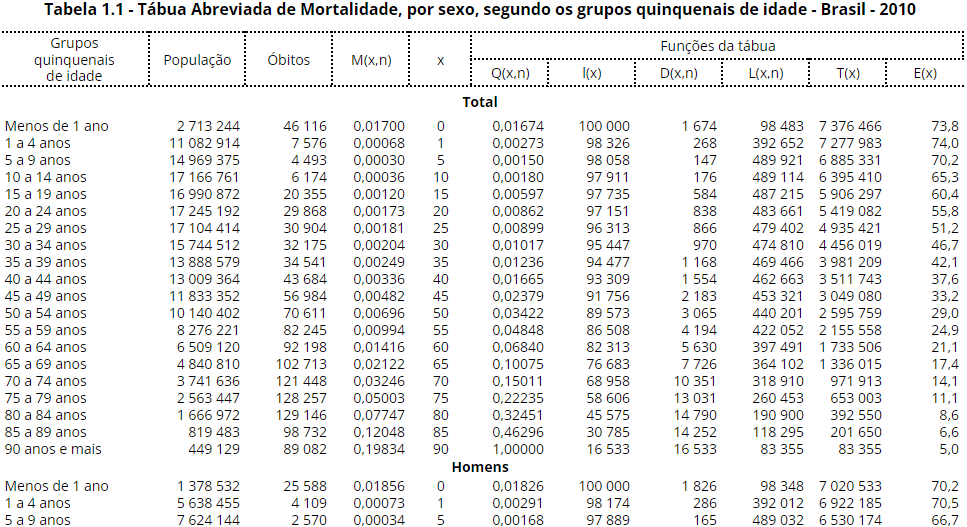 Tabela 1.1 - Tábua Abreviada de Mortalidade, por sexo, segundo os grupos quinquenais de idade - Brasil - 2010
Grupos quinquenais de idade População Óbitos M(x,n) x Funções da tábua
Q(x,n) l(x) D(x,n) L(x,n) T(x) E(x)
Total
Menos de 1 ano 2 713 244 46 116 0,01700 0 0,01674 100 000 1 674 98 483 7 376 466 73,8
1 a 4 anos 11 082 914 7 576 0,00068 1 0,00273 98 326 268 392 652 7 277 983 74,0
5 a 9 anos 14 969 375 4 493 0,00030 5 0,00150 98 058 147 489 921 6 885 331 70,2
10 a 14 anos 17 166 761 6 174 0,00036 10 0,00180 97 911 176 489 114 6 395 410 65,3
15 a 19 anos 16 990 872 20 355 0,00120 15 0,00597 97 735 584 487 215 5 906 297 60,4
20 a 24 anos 17 245 192 29 868 0,00173 20 0,00862 97 151 838 483 661 5 419 082 55,8
25 a 29 anos 17 104 414 30 904 0,00181 25 0,00899 96 313 866 479 402 4 935 421 51,2
30 a 34 anos 15 744 512 32 175 0,00204 30 0,01017 95 447 970 474 810 4 456 019 46,7
35 a 39 anos 13 888 579 34 541 0,00249 35 0,01236 94 477 1 168 469 466 3 981 209 42,1
40 a 44 anos 13 009 364 43 684 0,00336 40 0,01665 93 309 1 554 462 663 3 511 743 37,6
45 a 49 anos 11 833 352 56 984 0,00482 45 0,02379 91 756 2 183 453 321 3 049 080 33,2
50 a 54 anos 10 140 402 70 611 0,00696 50 0,03422 89 573 3 065 440 201 2 595 759 29,0
55 a 59 anos 8 276 221 82 245 0,00994 55 0,04848 86 508 4 194 422 052 2 155 558 24,9
60 a 64 anos 6 509 120 92 198 0,01416 60 0,06840 82 313 5 630 397 491 1 733 506 21,1
65 a 69 anos 4 840 810 102 713 0,02122 65 0,10075 76 683 7 726 364 102 1 336 015 17,4
70 a 74 anos 3 741 636 121 448 0,03246 70 0,15011 68 958 10 351 318 910 971 913 14,1
75 a 79 anos 2 563 447 128 257 0,05003 75 0,22235 58 606 13 031 260 453 653 003 11,1
80 a 84 anos 1 666 972 129 146 0,07747 80 0,32451 45 575 14 790 190 900 392 550 8,6
85 a 89 anos 819 483 98 732 0,12048 85 0,46296 30 785 14 252 118 295 201 650 6,6
90 anos e mais 449 129 89 082 0,19834 90 1,00000 16 533 16 533 83 355 83 355 5,0
Homens
Menos de 1 ano 1 378 532 25 588 0,01856 0 0,01826 100 000 1 826 98 348 7 020 533 70,2
1 a 4 anos 5 638 455 4 109 0,00073 1 0,00291 98 174 286 392 012 6 922 185 70,5
5 a 9 anos 7 624 144 2 570 0,00034 5 0,00168 97 889 165 489 032 6 530 174 66,7